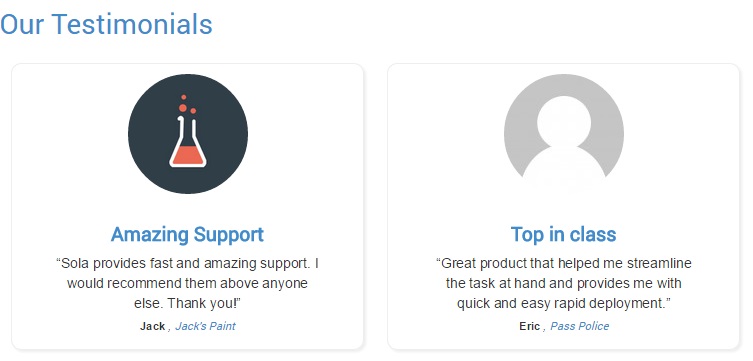 Our Testimonials
Amazing Support
“Sola provides fast and amazing support. I
would recommend them above anyone
else. Thank you!”
Jack , Jack's Paint
Top in class
“Great product that helped me streamline
the task at hand and provides me with
quick and easy rapid deployment.”
Eric , Pass Police